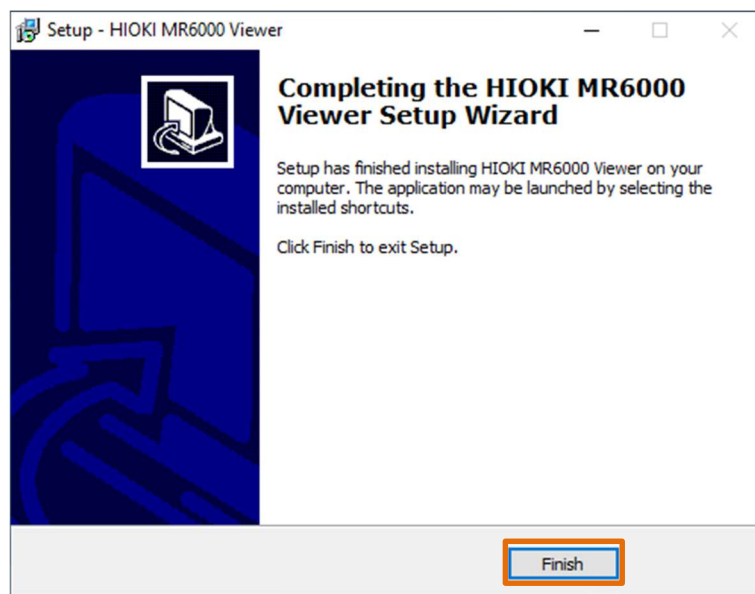 Setup - HIOKI MR6000 Viewer
Completing the HIOKI MR6000
Viewer Setup Wizard
Setup has finished installing HIOKI MR6000 Viewer on your
computer. The application may be launched by selecting the
installed shortcuts.
Click Finish to exit Setup.
Finish